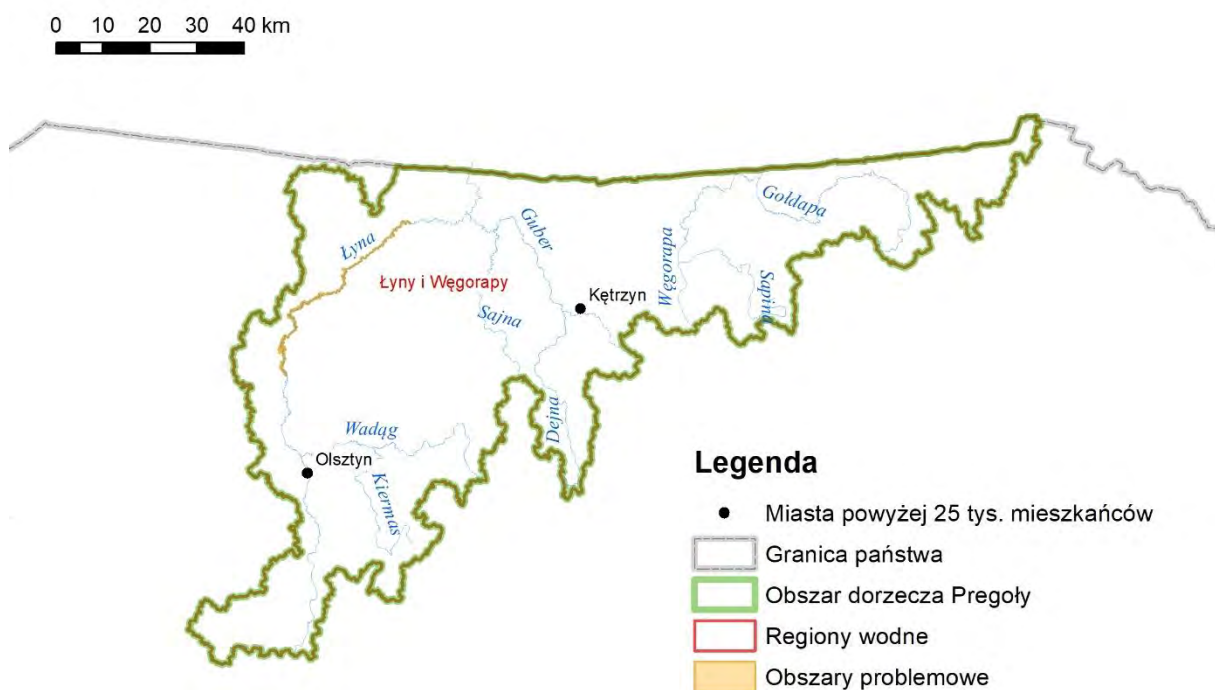 0 10 20 30 40 km
Gołdapa
Guber
Łyna
Węgorapa
Łyny i Węgorapy
Sapina
Kętrzyn
Sajna
Dejna
Wadąg
Olsztyn
Kiermas
Legenda
Miasta powyżej 25 tys. mieszkańców
Granica państwa
Obszar dorzecza Pregoły
Regiony wodne
Obszary problemowe